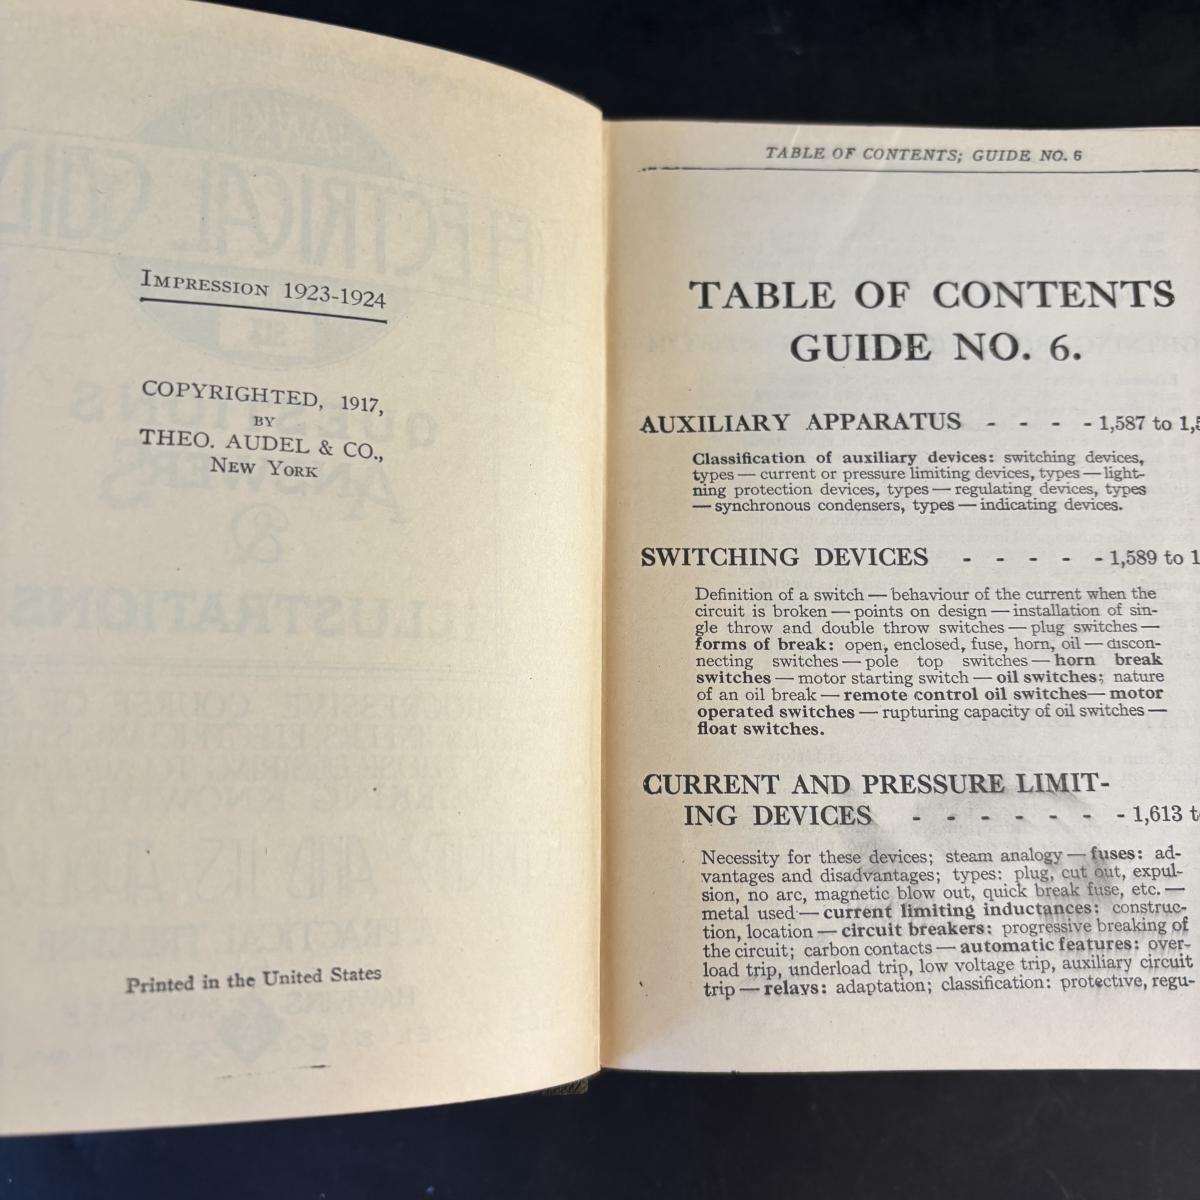 IMPRESSION 1923-1924
COPYRIGHTED, 1917,
BY
THEO. AUDEL & CO.,
NEW YORK
Printed in the United States
TABLE OF CONTENTS; GUIDE NO. 6
TABLE OF CONTENTS
GUIDE NO. 6.
AUXILIARY APPARATUS - - - - 1,587 to
Classification of auxiliary devices: switching devices,
types — current or pressure limiting devices, types — light-
ning protection devices, types — regulating devices, types
— synchronous condensers, types — indicating devices.
SWITCHING DEVICES - - - - - 1,589 to
Definition of a switch — behaviour of the current when the
circuit is broken — points on design — installation of sin-
gle throw and double throw switches — plug switches —
forms of break: open, enclosed, fuse, horn, oil — discon-
necting switches — pole top switches — horn break
switches — motor starting switch — oil switches; nature
of an oil break — remote control oil switches — motor
operated switches — rupturing capacity of oil switches —
float switches.
CURRENT AND PRESSURE LIMIT-
ING DEVICES - - - - - - - 1,613
Necessity for these devices; steam analogy — fuses: ad-
vantages and disadvantages; types: plug, cut out, expul-
sion, no arc, magnetic blow out, quick break fuse, etc. —
metal used — current limiting inductances: construc-
tion, location — circuit breakers: progressive breaking of
the circuit; carbon contacts — automatic features: over-
load trip, underload trip, low voltage trip, auxiliary circuit
trip — relays: adaptation; classification: protective, regu-